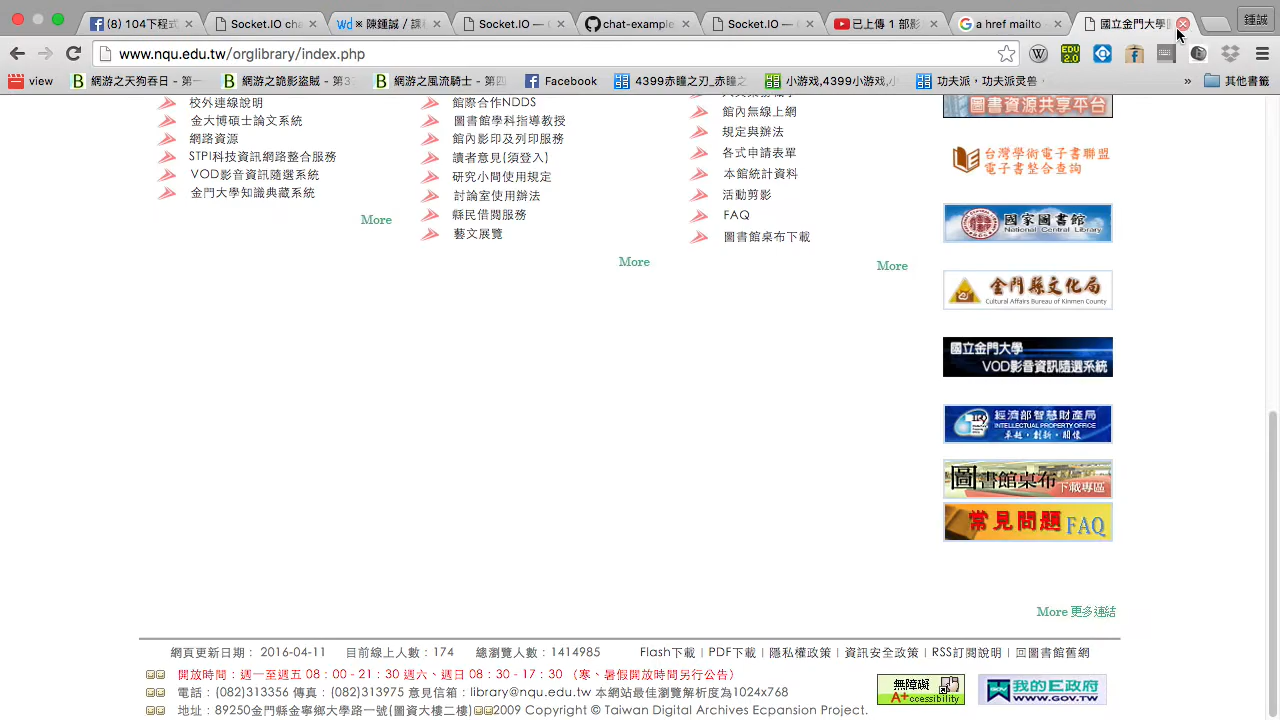 (8) 104下程式
Socket.IO cha
Wd ※ 陳鍾誠 / 課
Socket.IO — (
chat-example
Socket.IO –
已上傳 1 部影
a href mailto
國立金門大學
鍾誠
www.nqu.edu.tw/orglibrary/index.php
view
網游之天狗春日 - 第一
網游之詭影盜賊 - 第3
網游之風流騎士 - 第四
Facebook
4399赤瞳之刃_赤瞳之
小游戏,4399小游戏,小
功夫派，功夫派录兽，
»
其他書籤
校外連線說明
金大博碩士論文系統
網路資源
STPI科技資訊網路整合服務
VOD影音資訊隨選系統
金門大學知識典藏系統
More
館際合作NDDS
圖書館學科指導教授
館內影印及列印服務
讀者意見(須登入)
研究小間使用規定
討論室使用辦法
縣民借閱服務
藝文展覽
More
館內無線上網
規定與辦法
各式申請表單
本館統計資料
活動剪影
FAQ
圖書館桌布下載
More
圖書資源共享平台
台灣學術電子書聯盟
電子書整合查詢
國家圖書館
National Central Library
金門縣文化局
Cultural Affairs Bureau of Kinmen County
國立金門大學
VOD影音資訊隨選系統
經濟部智慧財產局
INTELLECTUAL PROPERTY OFFICE
卓越・創新・關係
圖書館桌布 下載專區
常見問題 FAQ
More 更多連結
網頁更新日期： 2016-04-11 目前線上人數：174 總瀏覽人數：1414985
Flash下載 | PDF下載 | 隱私權政策 | 資訊安全政策 | RSS訂閱說明 | 回圖書館舊網
開放時間：週一至週五 08：00 - 21：30 週六、週日 08：30 - 17：30 （寒、暑假開放時間另行公告）
電話：(082)31335 傳真：(082) 3975 意見信箱：library@nqu.edu.tw 本網站最佳瀏覽解析度為1024x768
地址：89250金門縣金寧鄉大學路一號(圖資大樓二樓) 2009 Copyright © Taiwan Digital Archives Ecpansion Project.
無障礙
A+ccessibility
我的E政府
WWW.GOV.TW